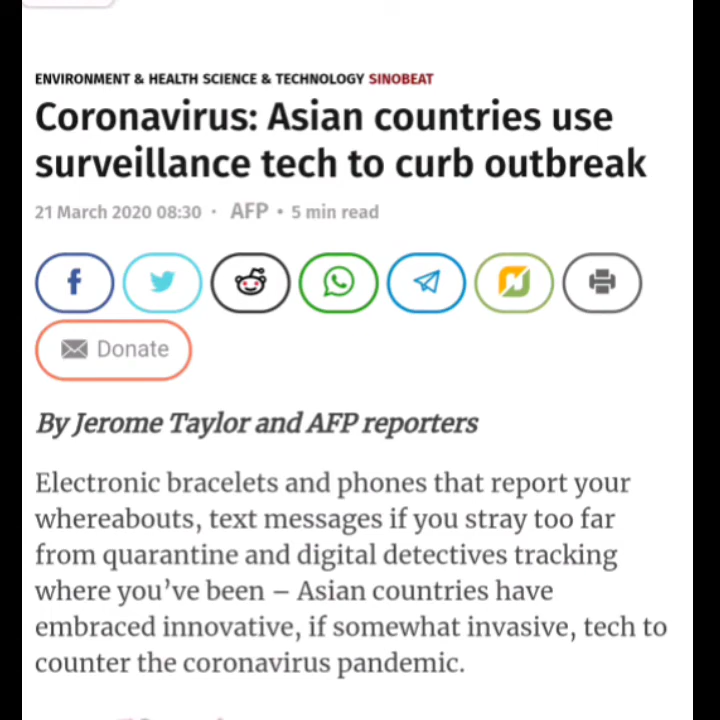 ENVIRONMENT & HEALTH SCIENCE & TECHNOLOGY SINOBEAT
Coronavirus: Asian countries use
surveillance tech to curb outbreak
21 March 2020 08:30 · AFP • 5 min read
Donate
By Jerome Taylor and AFP reporters
Electronic bracelets and phones that report your
whereabouts, text messages if you stray too far
from quarantine and digital detectives tracking
where you’ve been – Asian countries have
embraced innovative, if somewhat invasive, tech to
counter the coronavirus pandemic.